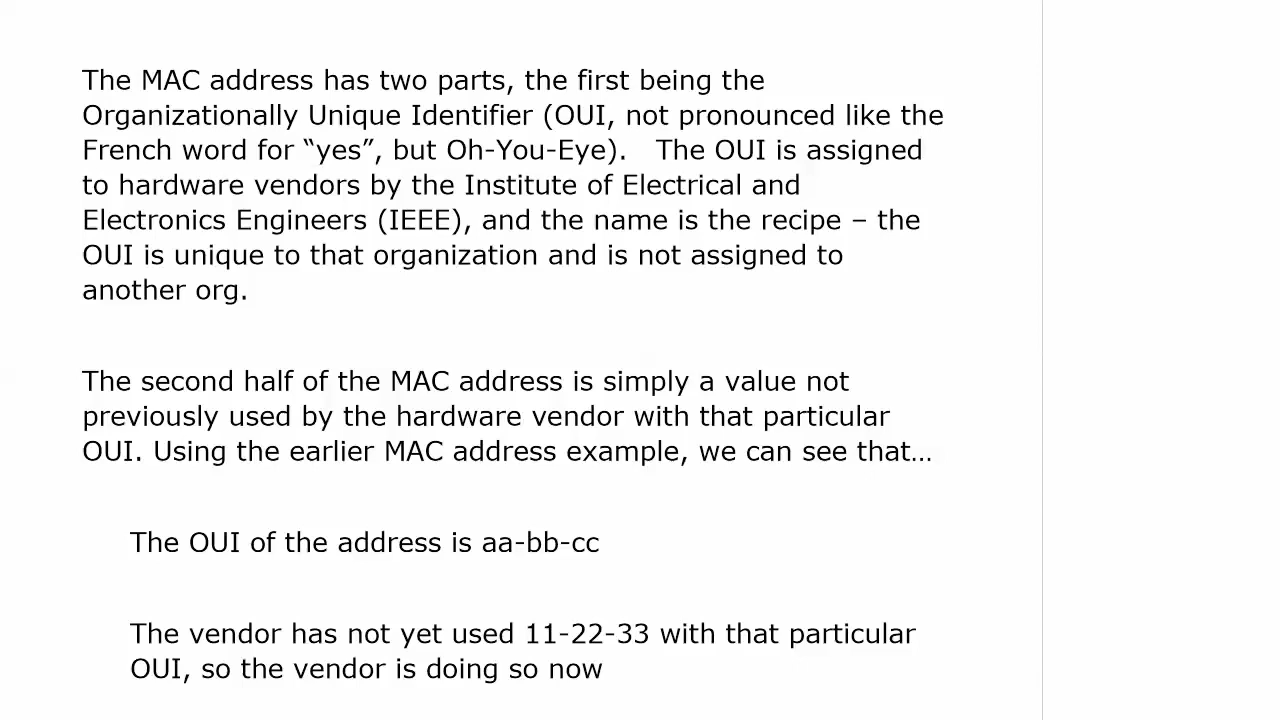 The MAC address has two parts, the first being the
Organizationally Unique Identifier (OUI, not pronounced like the
French word for “yes”, but Oh-You-Eye).   The OUI is assigned
to hardware vendors by the Institute of Electrical and
Electronics Engineers (IEEE), and the name is the recipe – the
OUI is unique to that organization and is not assigned to
another org.
The second half of the MAC address is simply a value not
previously used by the hardware vendor with that particular
OUI. Using the earlier MAC address example, we can see that…
The OUI of the address is aa-bb-cc
The vendor has not yet used 11-22-33 with that particular
OUI, so the vendor is doing so now